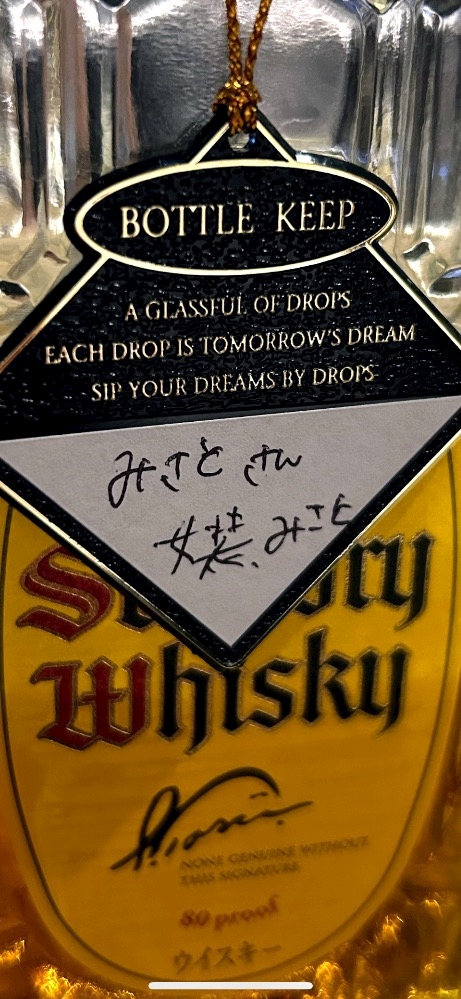 BOTTLE KEEP
A GLASSFUL OF DROPS
EACH DROP IS TOMORROW'S DREAM
SIP YOUR DREAMS BY DROPS
みさとさん
みこと
Whisky
NONE GENUINE WITHOUT
THIS SIGNATURE
80 proof
ウイスキー